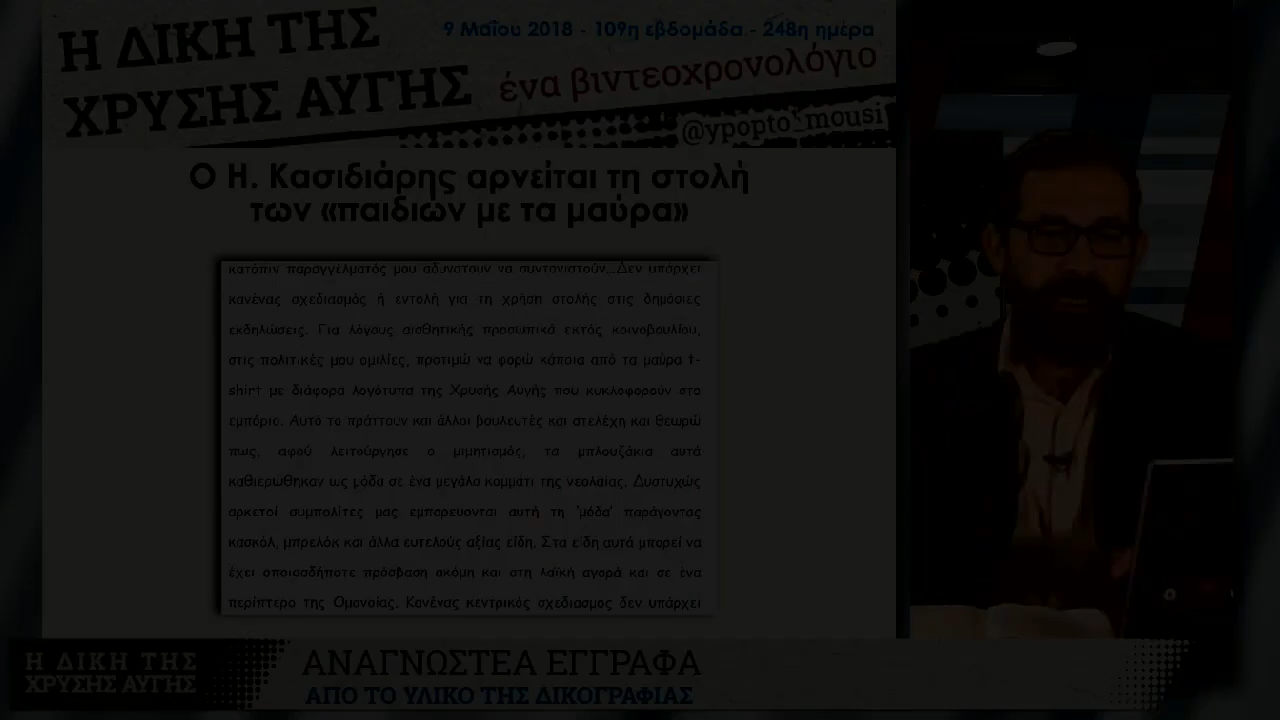 Η ΔΙΚΗ ΤΗΣ
ΧΡΥΣΗΣ ΑΥΓΗΣ
9 Μαΐου 2018 - 109η εβδομάδα - 248η ημέρα
ένα βιντεοχρονολόγιο
@ypopto_mousi
Ο Η. Κασιδιάρης αρνείται τη στολή
των «παιδιών με τα μαύρα»
κατόπιν παραγγέλματός μου αδυνατούν να συντονιστούν...Δεν υπάρχει
κανένας σχεδιασμός ή εντολή για τη χρήση στολής στις δημόσιες
εκδηλώσεις. Για λόγους αισθητικής προσωπικά εκτός κοινοβουλίου,
στις πολιτικές μου ομιλίες, προτιμώ να φορώ κάποια από τα μαύρα t-
shirt με διάφορα λογότυπα της Χρυσής Αυγής που κυκλοφορούν στο
εμπόριο. Αυτό το πράττουν και άλλοι βουλευτές και στελέχη και θεωρώ
πως, αφού λειτούργησε ο μιμητισμός, τα μπλουζάκια αυτά
καθιερώθηκαν ως μόδα σε ένα μεγάλο κομμάτι της νεολαίας. Δυστυχώς
αρκετοί συμπολίτες μας εμπορεύονται αυτή τη 'μόδα' παράγοντας
κασκόλ, μπρελόκ και άλλα ευτελούς αξίας είδη. Στα είδη αυτά μπορεί να
έχει οποιοσδήποτε πρόσβαση ακόμη και στη λαϊκή αγορά και σε ένα
περίπτερο της Ομονοίας. Κανένας κεντρικός σχεδιασμος δεν υπάρχει
Η ΔΙΚΗ ΤΗΣ
ΧΡΥΣΗΣ ΑΥΓΗΣ
ΑΝΑΓΝΩΣΤΕΑ ΕΓΓΡΑΦΑ
ΑΠΟ ΤΟ ΥΛΙΚΟ ΤΗΣ ΔΙΚΟΓΡΑΦΙΑΣ